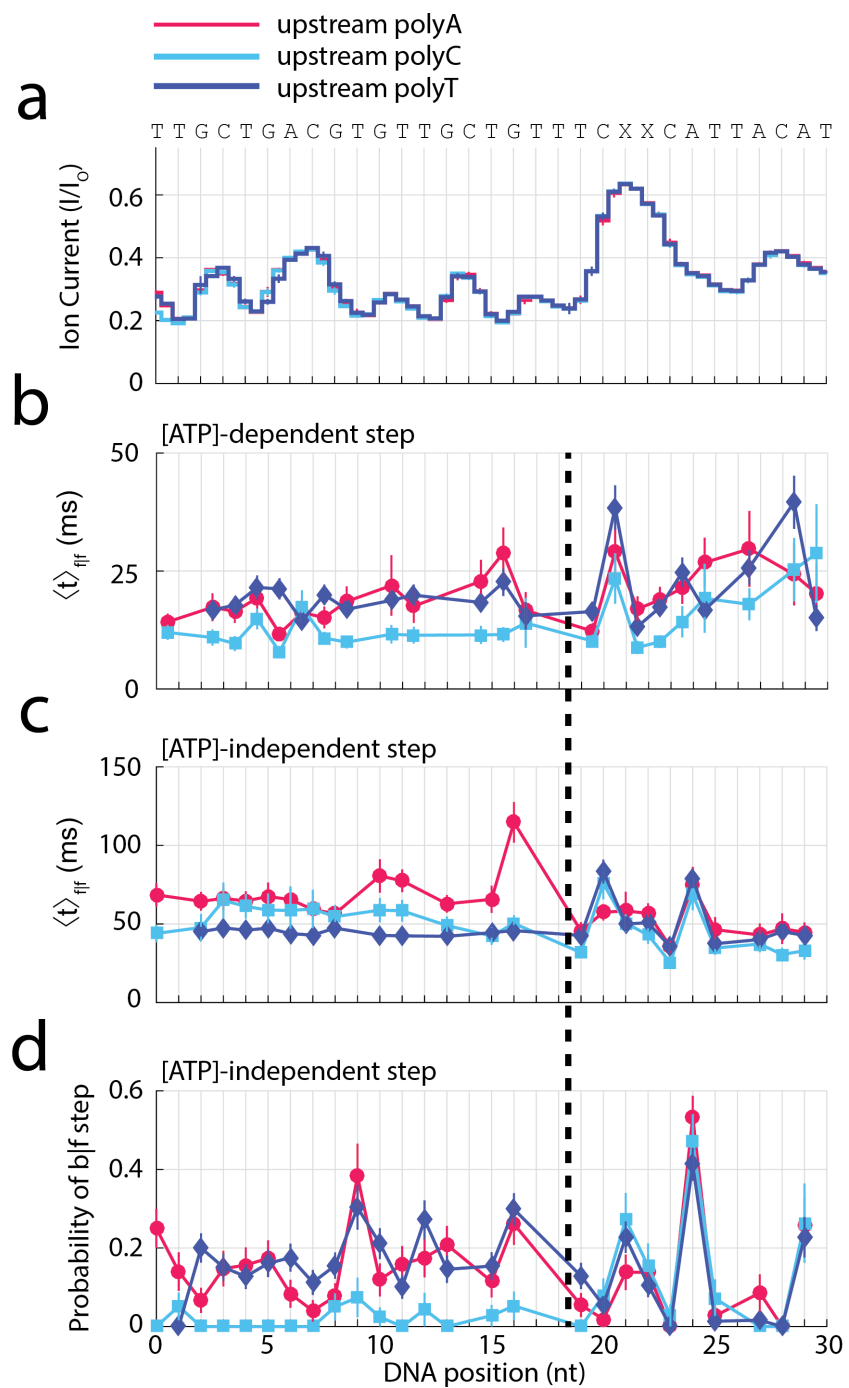 upstream polyA
upstream polyC
upstream polyT
a
T T G C T G A C G T G T T G C T G T T T C X X C A T T A C A T
Ion Current (I/I₀)
0.6
0.4
0.2
0
b
[ATP]-dependent step
⟨t⟩f|f (ms)
50
25
0
c
[ATP]-independent step
⟨t⟩f|f (ms)
150
100
50
0
d
[ATP]-independent step
Probability of b|f step
0.6
0.4
0.2
0
0 5 10 15 20 25 30
DNA position (nt)